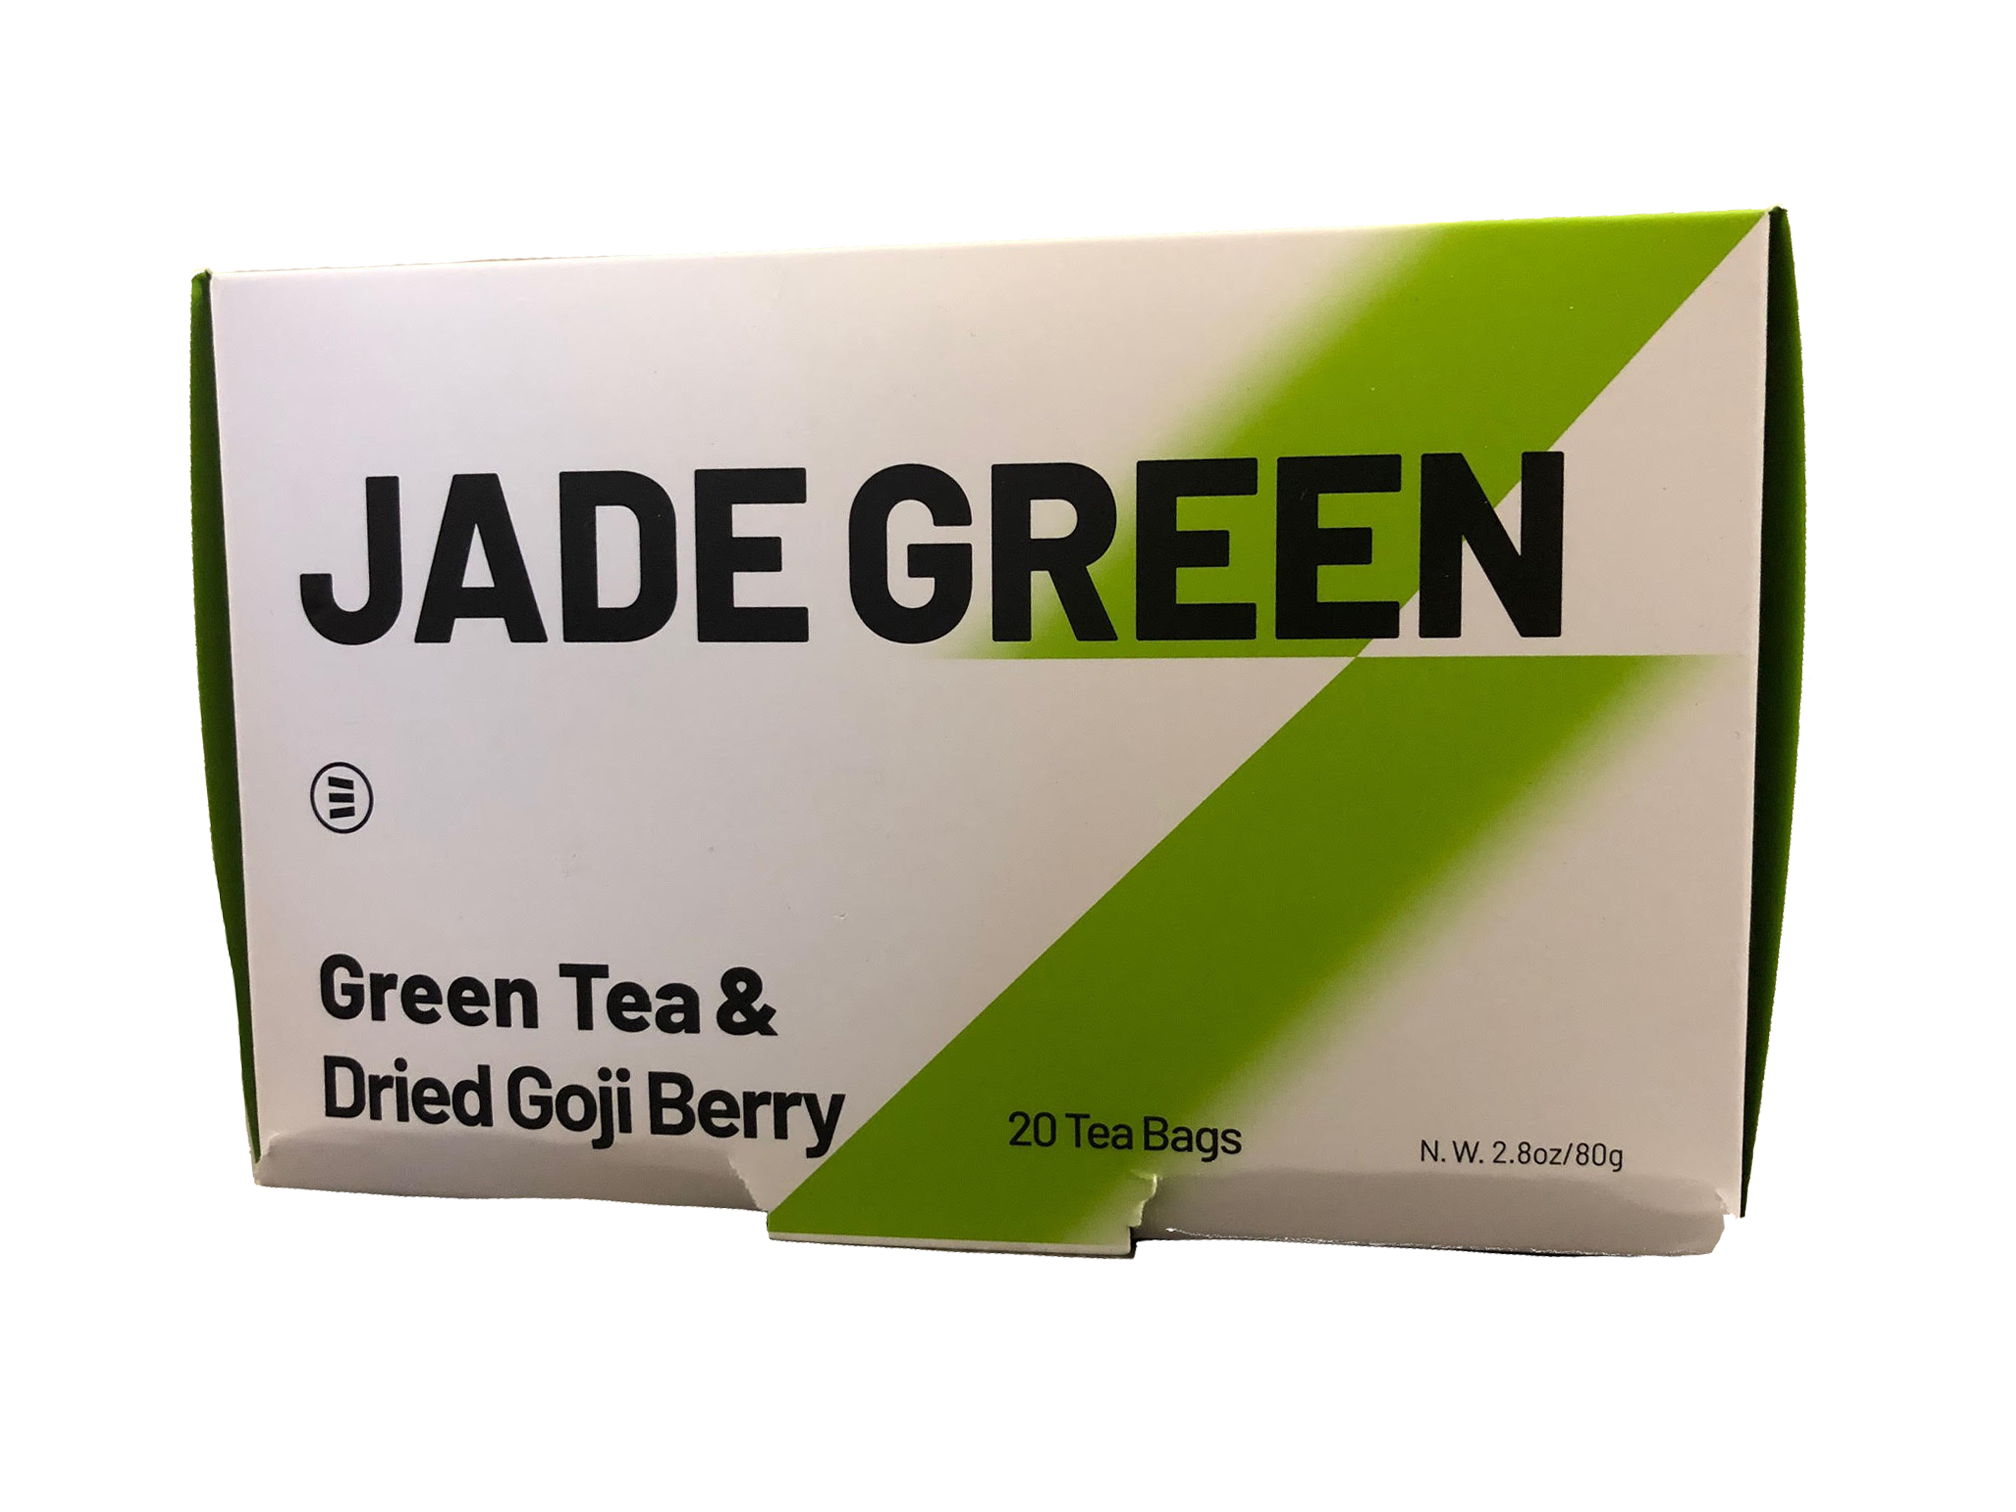 JADE GREEN
Green Tea &
Dried Goji Berry
20 Tea Bags
N. W. 2.8oz/80g